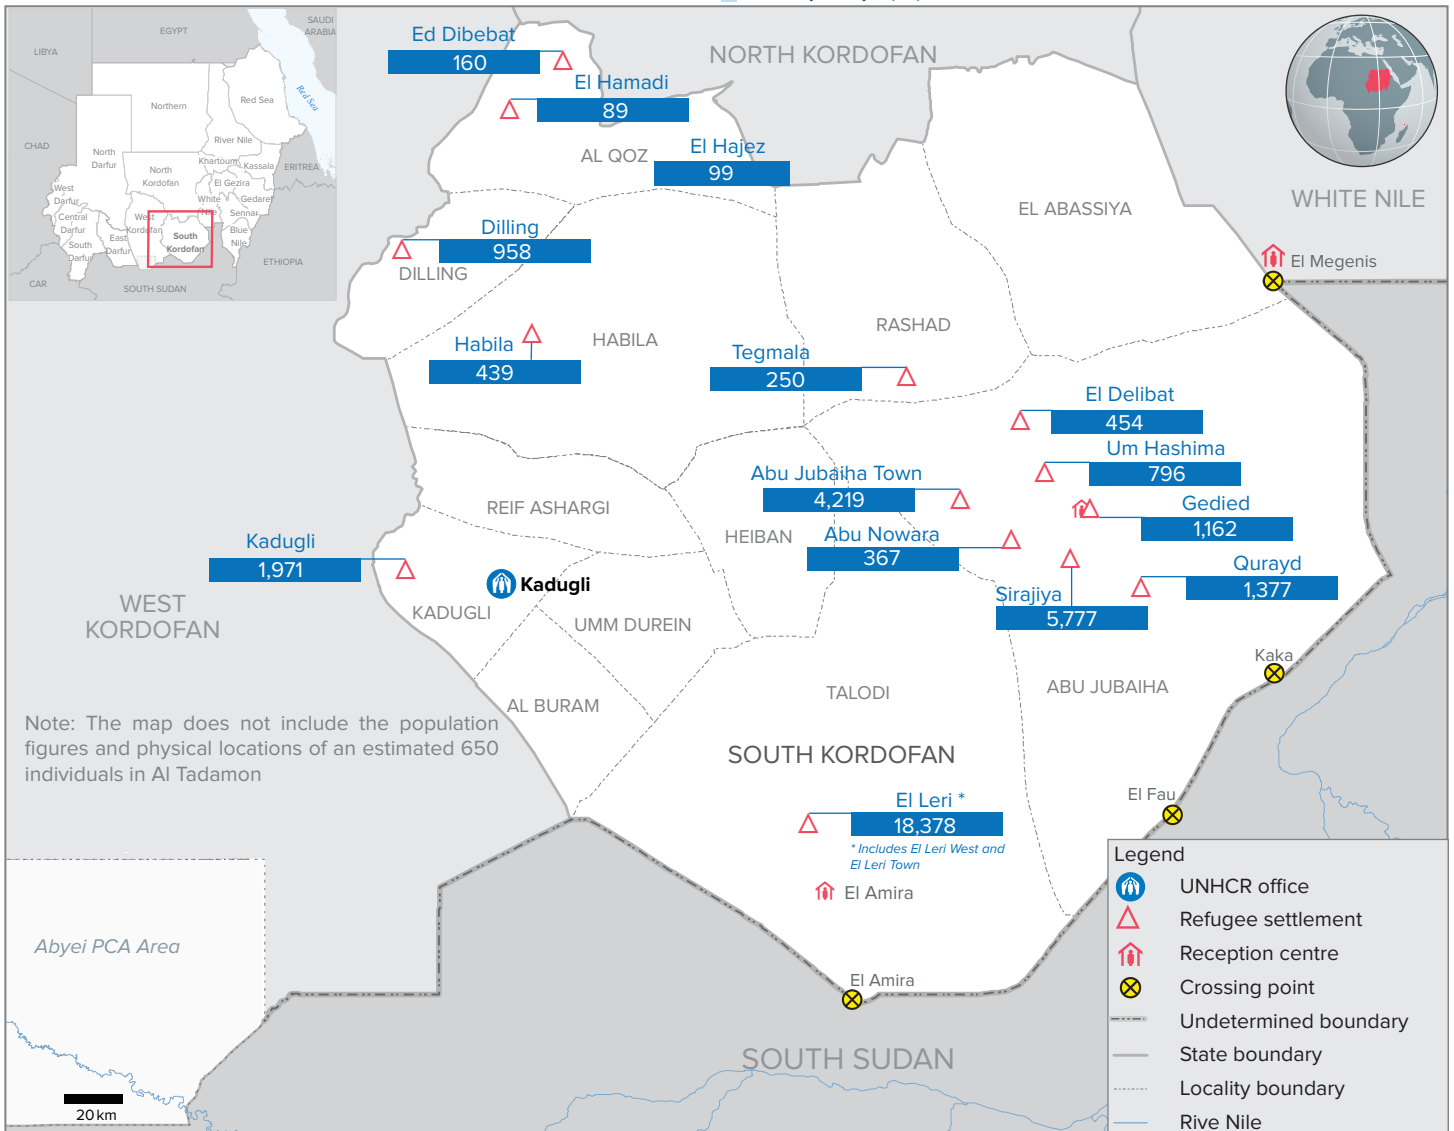 EGYPT
SAUDI
ARABIA
LIBYA
Red Sea
Northern
Red Sea
CHAD
River Nile
North
Darfur
Khartoum
Kassala
ERITREA
North
Kordofan
El Gezira
West
Darfur
White
Nile
Gedaref
Central
Darfur
West
Kordofan
Sennar
South
Kordofan
Blue
Nile
East
Darfur
South
Darfur
ETHIOPIA
CAR
SOUTH SUDAN
Ed Dibebat
160
NORTH KORDOFAN
El Hamadi
89
El Hajez
AL QOZ
99
WHITE NILE
EL ABASSIYA
Dilling
958
DILLING
El Megenis
RASHAD
HABILA
Habila
439
Tegmala
250
El Delibat
454
Um Hashima
796
Abu Jubaiha Town
4,219
REIF ASHARGI
Gedied
1,162
HEIBAN
Abu Nowara
367
Kadugli
1,971
Qurayd
1,377
Kadugli
Sirajiya
5,777
WEST
KORDOFAN
KADUGLI
UMM DUREIN
Kaka
ABU JUBAIHA
TALODI
AL BURAM
Note: The map does not include the population
figures and physical locations of an estimated 650
individuals in Al Tadamon
SOUTH KORDOFAN
El Fau
El Leri *
18,378
* Includes El Leri West and
El Leri Town
El Amira
El Amira
Abyei PCA Area
SOUTH SUDAN
20 km
Legend
UNHCR office
Refugee settlement
Reception centre
Crossing point
Undetermined boundary
State boundary
Locality boundary
Rive Nile